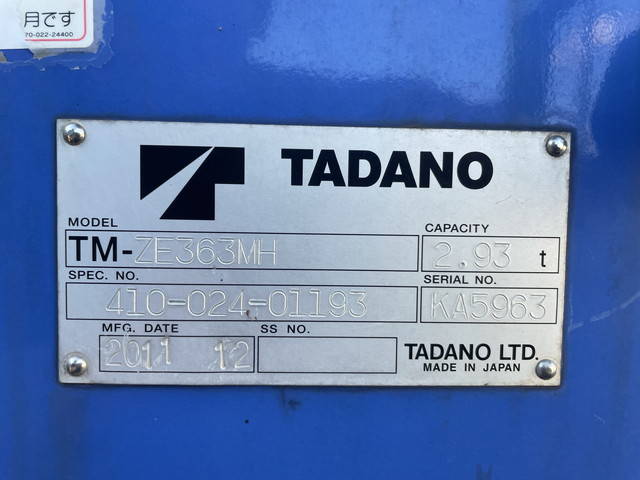 月です
70-022-24400
TADANO
MODEL
TM-ZE363MH
CAPACITY
2.93 t
SPEC. NO.
410-024-01193
SERIAL NO.
KA5963
MFG. DATE
2011 12
SS NO.
TADANO LTD.
MADE IN JAPAN